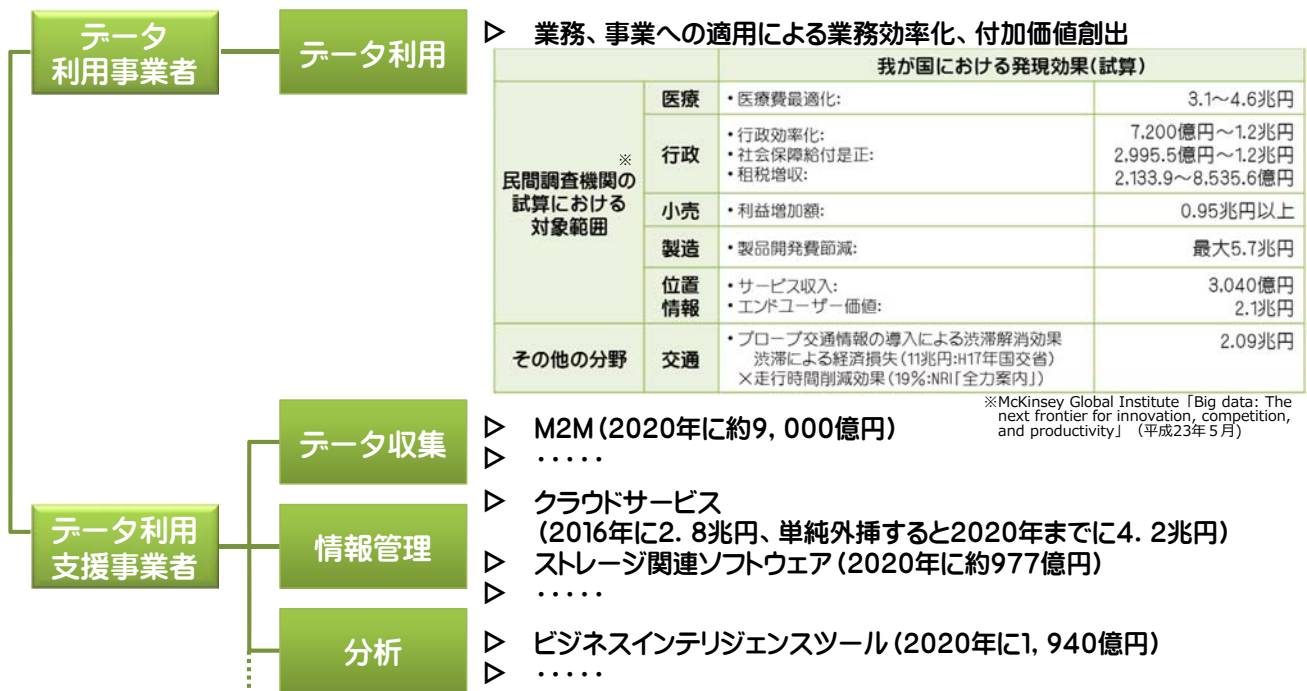 データ
利用事業者
データ利用
▷ 業務、事業への適用による業務効率化、付加価値創出
我が国における発現効果(試算)
民間調査機関の※
試算における
対象範囲
医療
・医療費最適化:
3.1～4.6兆円
行政
・行政効率化:
7,200億円～1.2兆円
・社会保障給付是正:
2,995.5億円～1.2兆円
・租税増収:
2,133.9～8,535.6億円
小売
・利益増加額:
0.95兆円以上
製造
・製品開発費節減:
最大5.7兆円
位置
情報
・サービス収入:
3,040億円
・エンドユーザー価値:
2.1兆円
その他の分野
交通
・プローブ交通情報の導入による渋滞解消効果
渋滞による経済損失(11兆円:H17年国交省)
×走行時間削減効果(19%:NRI「全力案内」)
2.09兆円
※McKinsey Global Institute「Big data: The
next frontier for innovation, competition,
and productivity」 (平成23年５月)
データ利用
支援事業者
データ収集
▷ M2M(2020年に約9,000億円)
▷ ・・・・・
情報管理
▷ クラウドサービス
(2016年に2.8兆円、単純外挿すると2020年までに4.2兆円)
▷ ストレージ関連ソフトウェア(2020年に約977億円)
▷ ・・・・・
分析
▷ ビジネスインテリジェンスツール(2020年に1,940億円)
▷ ・・・・・